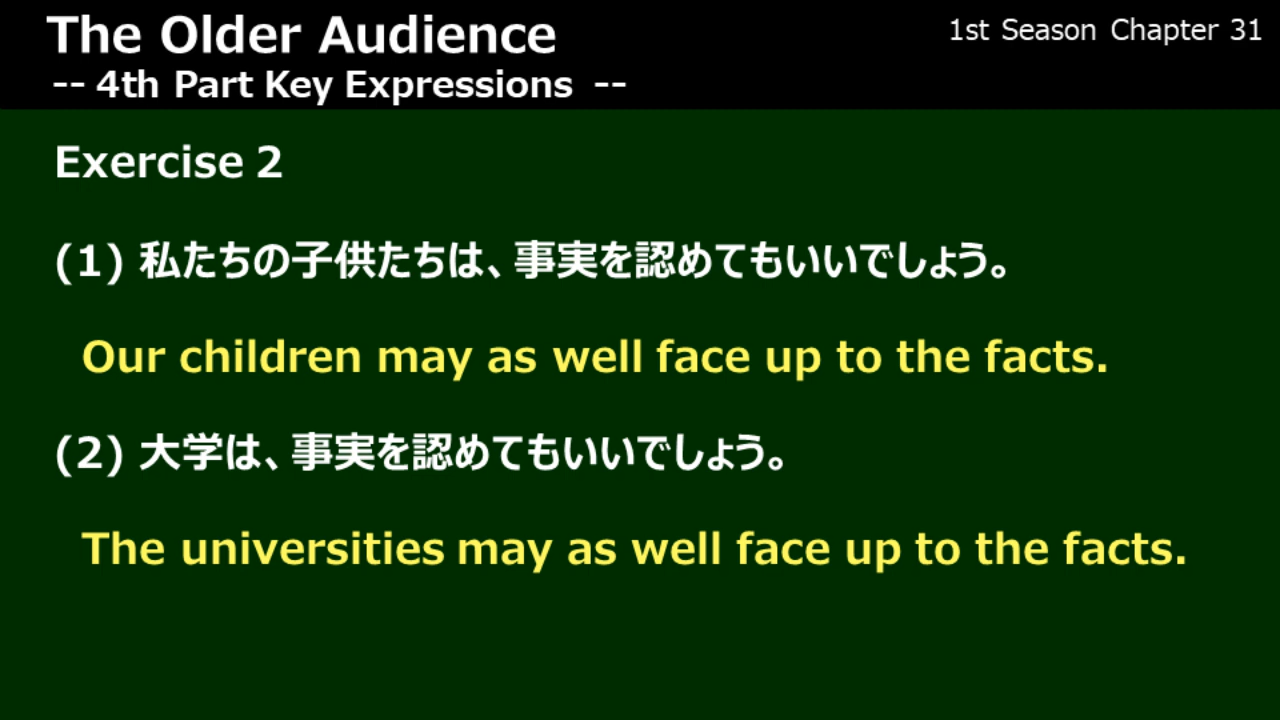 The Older Audience
1st Season Chapter 31
-- 4th Part Key Expressions --
Exercise 2
(1) 私たちの子供たちは、事実を認めてもいいでしょう。
Our children may as well face up to the facts.
(2) 大学は、事実を認めてもいいでしょう。
The universities may as well face up to the facts.